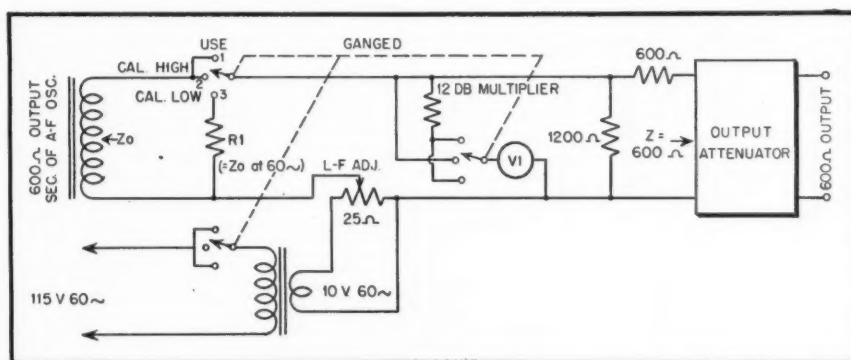 USE
GANGED
CAL. HIGH
1
2
CAL. LOW
3
600Ω OUTPUT
SEC. OF A-F OSC.
Zo
R1
(=Zo at 60~)
L-F ADJ.
25Ω
12 DB MULTIPLIER
V1
1200Ω
600Ω
Z =
600Ω
OUTPUT
ATTENUATOR
600Ω OUTPUT
115 V 60~
10 V. 60~